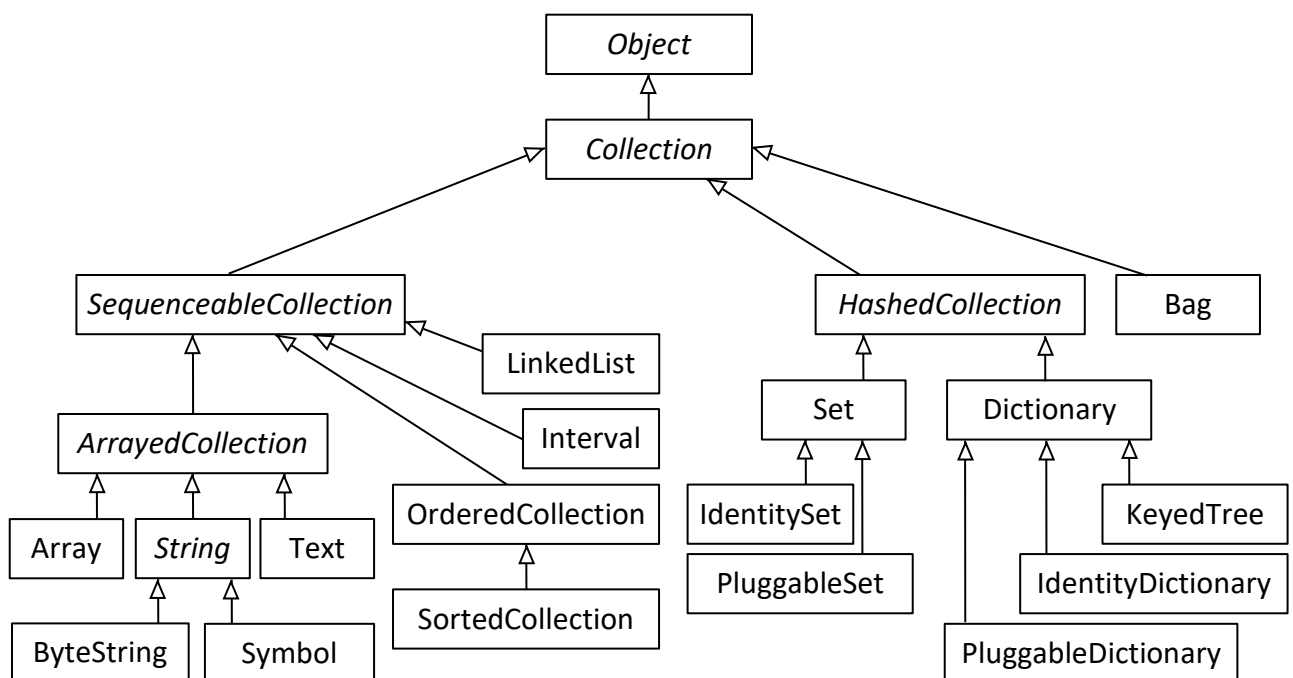 Object
Collection
SequenceableCollection
HashedCollection
Bag
LinkedList
Set
Dictionary
ArrayedCollection
Interval
OrderedCollection
IdentitySet
KeyedTree
Array
String
Text
PluggableSet
IdentityDictionary
SortedCollection
ByteString
Symbol
PluggableDictionary